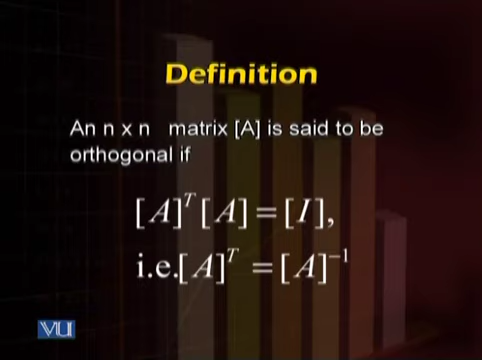 Definition
An n x n matrix [A] is said to be
orthogonal if
[A]ᵀ[A]=[I],
i.e.[A]ᵀ =[A]⁻¹
VU